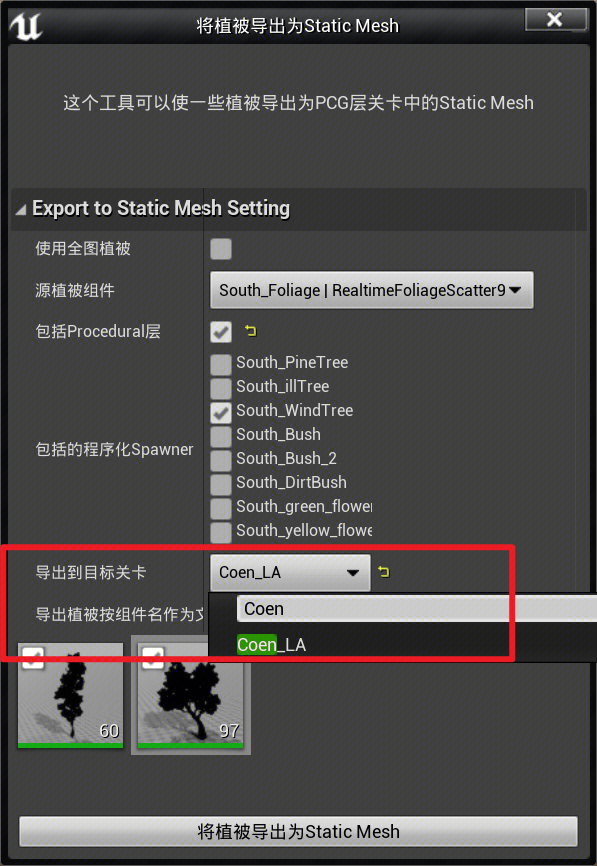 将植被导出为Static Mesh
这个工具可以使一些植被导出为PCG层关卡中的Static Mesh
Export to Static Mesh Setting
使用全图植被
源植被组件
South_Foliage | RealtimeFoliageScatter9
包括Procedural层
包括的程序化Spawner
South_PineTree
South_illTree
South_WindTree
South_Bush
South_Bush_2
South_DirtBush
South_green_flower
South_yellow_flowe
导出到目标关卡
Coen_LA
Coen
Coen_LA
导出植被按组件名作为文
60
97
将植被导出为Static Mesh